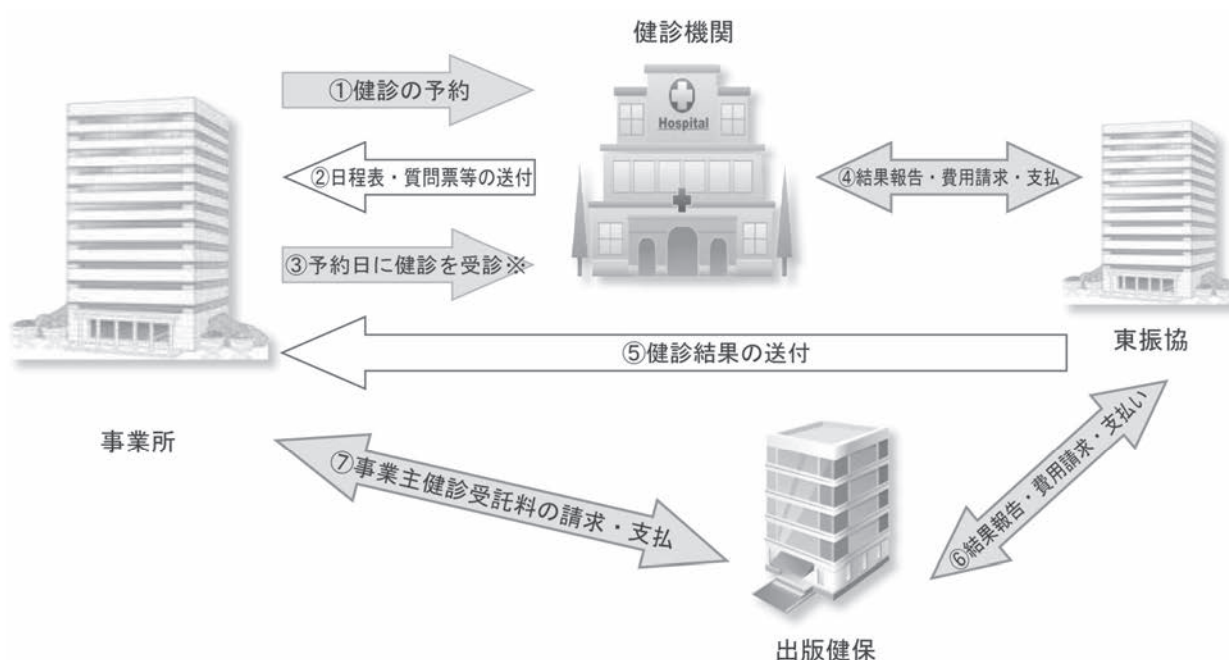 健診機関
①健診の予約
Hospital
②日程表・質問票等の送付
④結果報告・費用請求・支払
③予約日に健診を受診※
東振協
⑤健診結果の送付
事業所
⑦事業主健診受託料の請求・支払
⑥結果報告・費用請求・支払い
出版健保